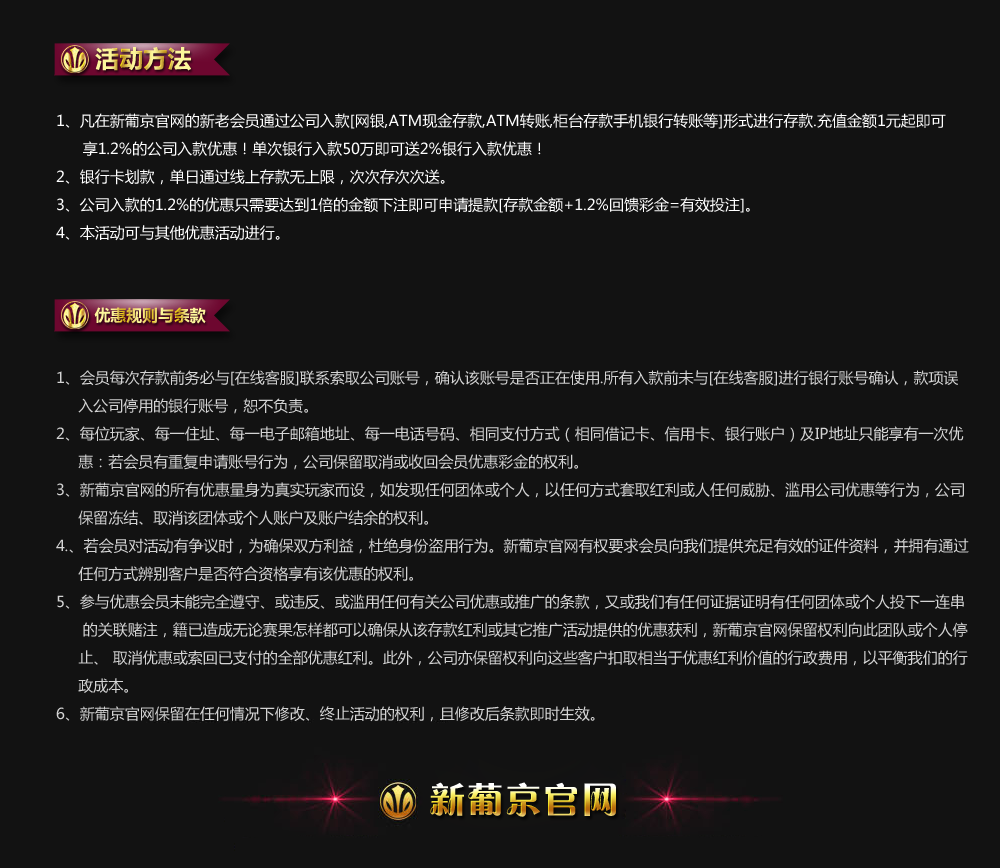 活动方法
1、凡在新葡京官网的新老会员通过公司入款[网银,ATM现金存款,ATM转账,柜台存款手机银行转账等]形式进行存款.充值金额1元起即可
享1.2%的公司入款优惠！单次银行入款50万即可送2%银行入款优惠！
2、银行卡划款，单日通过线上存款无上限，次次存次次送。
3、公司入款的1.2%的优惠只需要达到1倍的金额下注即可申请提款[存款金额+1.2%回馈彩金=有效投注]。
4、本活动可与其他优惠活动进行。
优惠规则与条款
1、会员每次存款前务必与[在线客服]联系索取公司账号，确认该账号是否正在使用.所有入款前未与[在线客服]进行银行账号确认，款项误
入公司停用的银行账号，恕不负责。
2、每位玩家、每一住址、每一电子邮箱地址、每一电话号码、相同支付方式（相同借记卡、信用卡、银行账户）及IP地址只能享有一次优
惠：若会员有重复申请账号行为，公司保留取消或收回会员优惠彩金的权利。
3、新葡京官网的所有优惠量身为真实玩家而设，如发现任何团体或个人，以任何方式套取红利或人任何威胁、滥用公司优惠等行为，公司
保留冻结、取消该团体或个人账户及账户结余的权利。
4.、若会员对活动有争议时，为确保双方利益，杜绝身份盗用行为。新葡京官网有权要求会员向我们提供充足有效的证件资料，并拥有通过
任何方式辨别客户是否符合资格享有该优惠的权利。
5、参与优惠会员未能完全遵守、或违反、或滥用任何有关公司优惠或推广的条款，又或我们有任何证据证明有任何团体或个人投下一连串
的关联赌注，籍已造成无论赛果怎样都可以确保从该存款红利或其它推广活动提供的优惠获利，新葡京官网保留权利向此团队或个人停
止、 取消优惠或索回已支付的全部优惠红利。此外，公司亦保留权利向这些客户扣取相当于优惠红利价值的行政费用，以平衡我们的行
政成本。
6、新葡京官网保留在任何情况下修改、终止活动的权利，且修改后条款即时生效。
新葡京官网